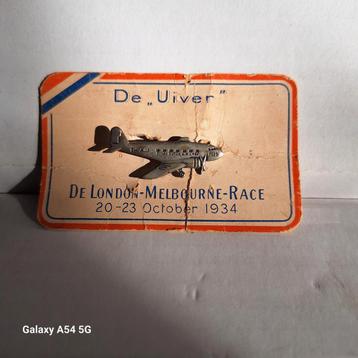 De „Uiver"
DE LONDON-MELBOURNE-RACE
20-23 October 1934
Galaxy A54 5G